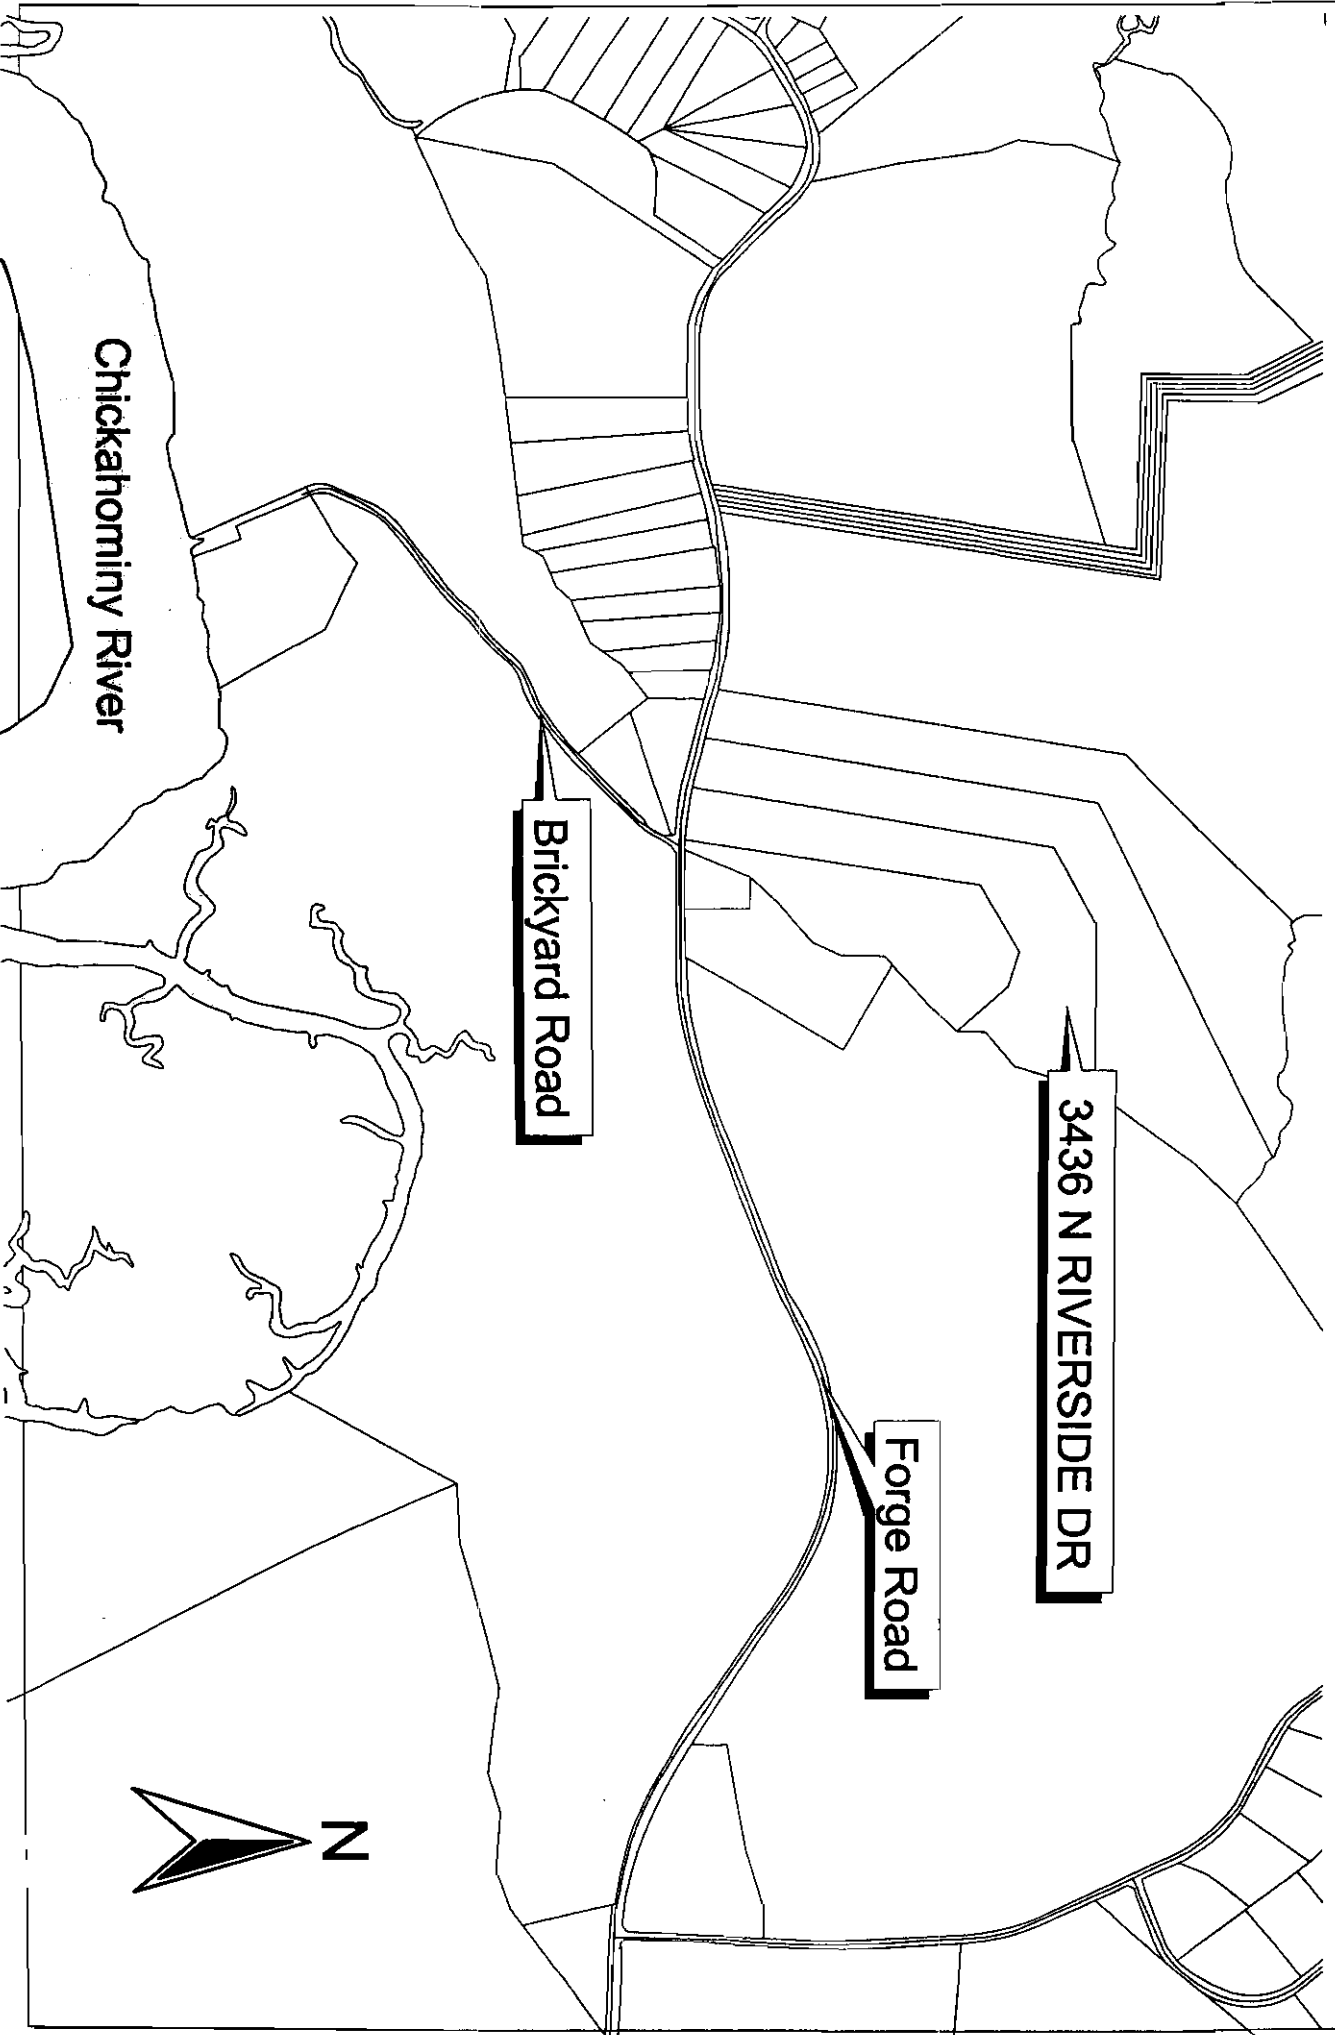 3436 N RIVERSIDE DR
Forge Road
Brickyard Road
Chickahominy River
N